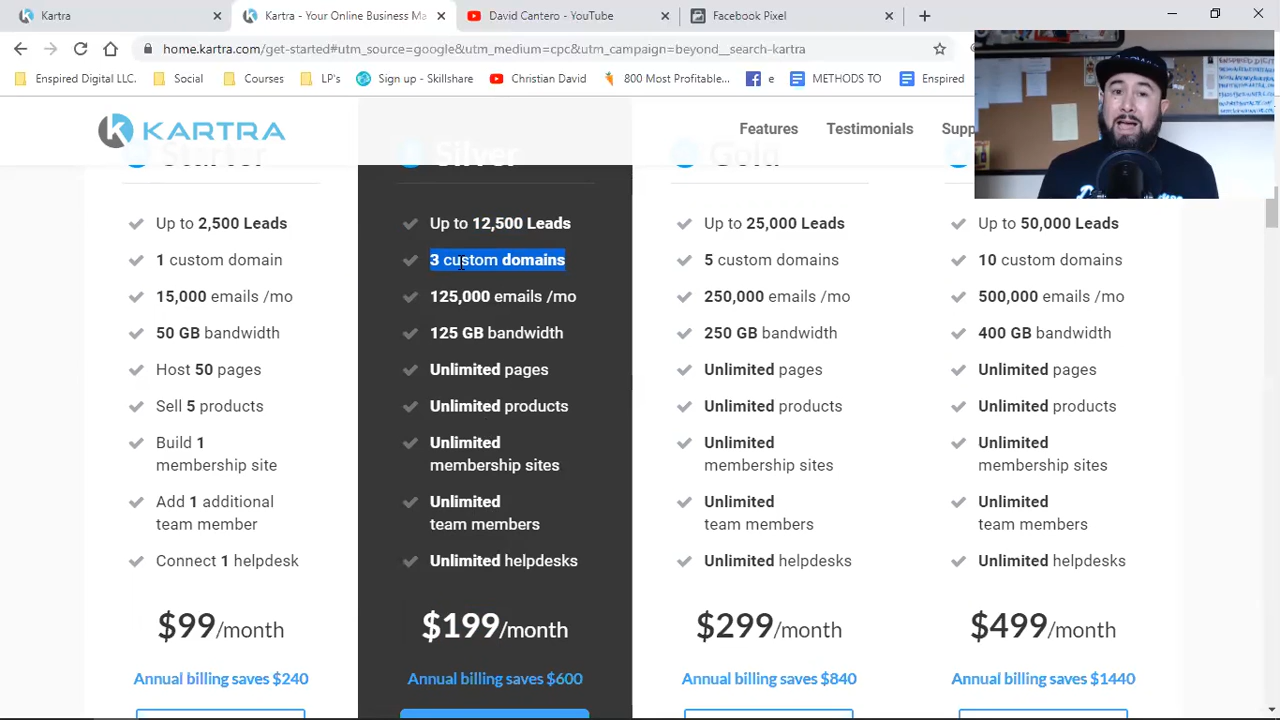 Kartra
Kartra - Your Online Business Ma
David Cantero - YouTube
Facebook Pixel
home.kartra.com/get-started#utm_source=google&utm_medium=cpc&utm_campaign=beyond__search-kartra
Enspired Digital LLC.
Social
Courses
LP's
Sign up - Skillshare
Contact David
800 Most Profitable...
e
METHODS TO
Enspired
KARTRA
Features
Testimonials
Supp
Starter
Silver
Gold
Up to 2,500 Leads
1 custom domain
15,000 emails /mo
50 GB bandwidth
Host 50 pages
Sell 5 products
Build 1
membership site
Add 1 additional
team member
Connect 1 helpdesk
$99/month
Annual billing saves $240
Up to 12,500 Leads
3 custom domains
125,000 emails /mo
125 GB bandwidth
Unlimited pages
Unlimited products
Unlimited
membership sites
Unlimited
team members
Unlimited helpdesks
$199/month
Annual billing saves $600
Up to 25,000 Leads
5 custom domains
250,000 emails /mo
250 GB bandwidth
Unlimited pages
Unlimited products
Unlimited
membership sites
Unlimited
team members
Unlimited helpdesks
$299/month
Annual billing saves $840
Up to 50,000 Leads
10 custom domains
500,000 emails /mo
400 GB bandwidth
Unlimited pages
Unlimited products
Unlimited
membership sites
Unlimited
team members
Unlimited helpdesks
$499/month
Annual billing saves $1440